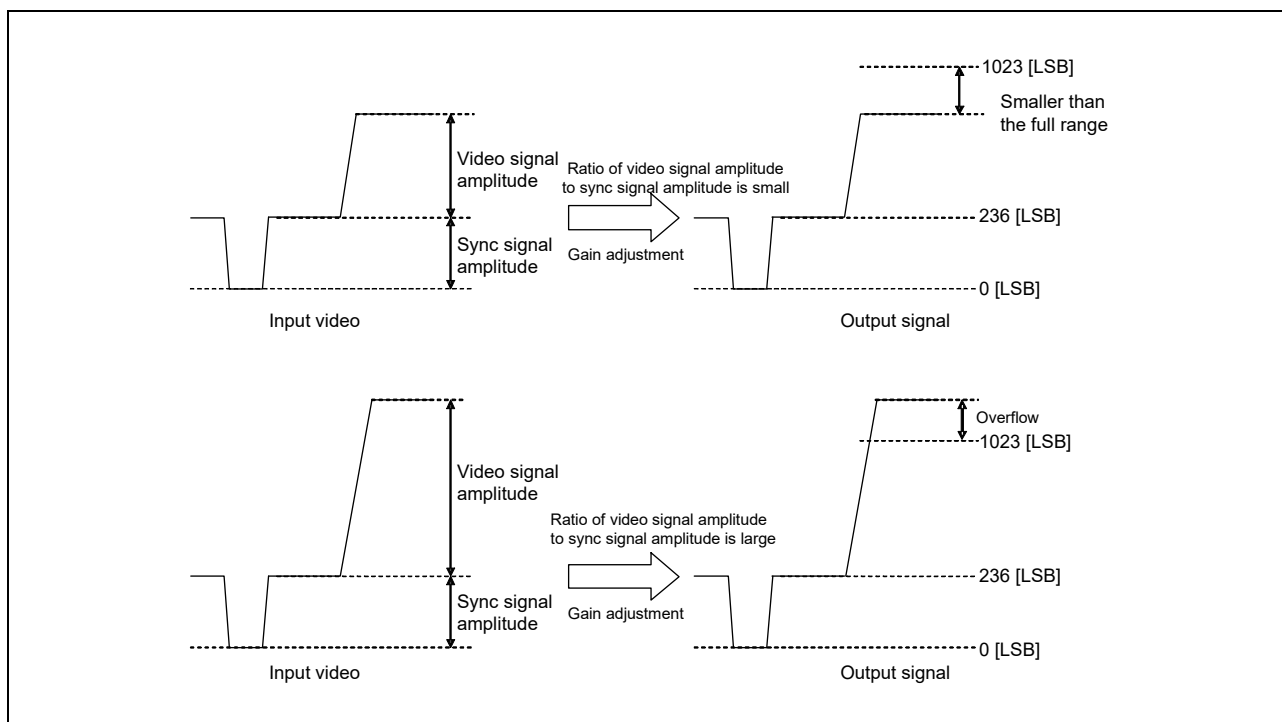 1023 [LSB]
Smaller than
the full range
Video signal
amplitude
Ratio of video signal amplitude
to sync signal amplitude is small
236 [LSB]
Sync signal
amplitude
Gain adjustment
0 [LSB]
Input video
Output signal
Overflow
1023 [LSB]
Video signal
amplitude
Ratio of video signal amplitude
to sync signal amplitude is large
236 [LSB]
Sync signal
amplitude
Gain adjustment
0 [LSB]
Input video
Output signal